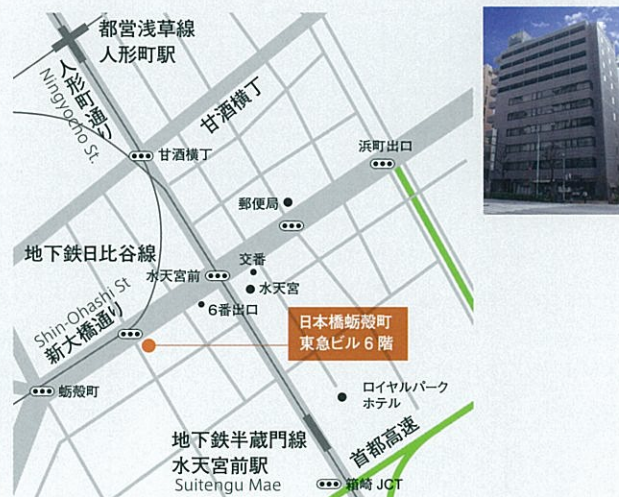 都営浅草線
人形町駅
人形町通り
Ningyocho St.
甘酒横丁
甘酒横丁
浜町出口
郵便局
地下鉄日比谷線
交番
水天宮前
水天宮
6番出口
Shin-Ohashi St
新大橋通り
日本橋蛎殻町
東急ビル 6 階
蛎殻町
ロイヤルパーク
ホテル
地下鉄半蔵門線
水天宮前駅
Suitengu Mae
首都高速
箱崎 JCT